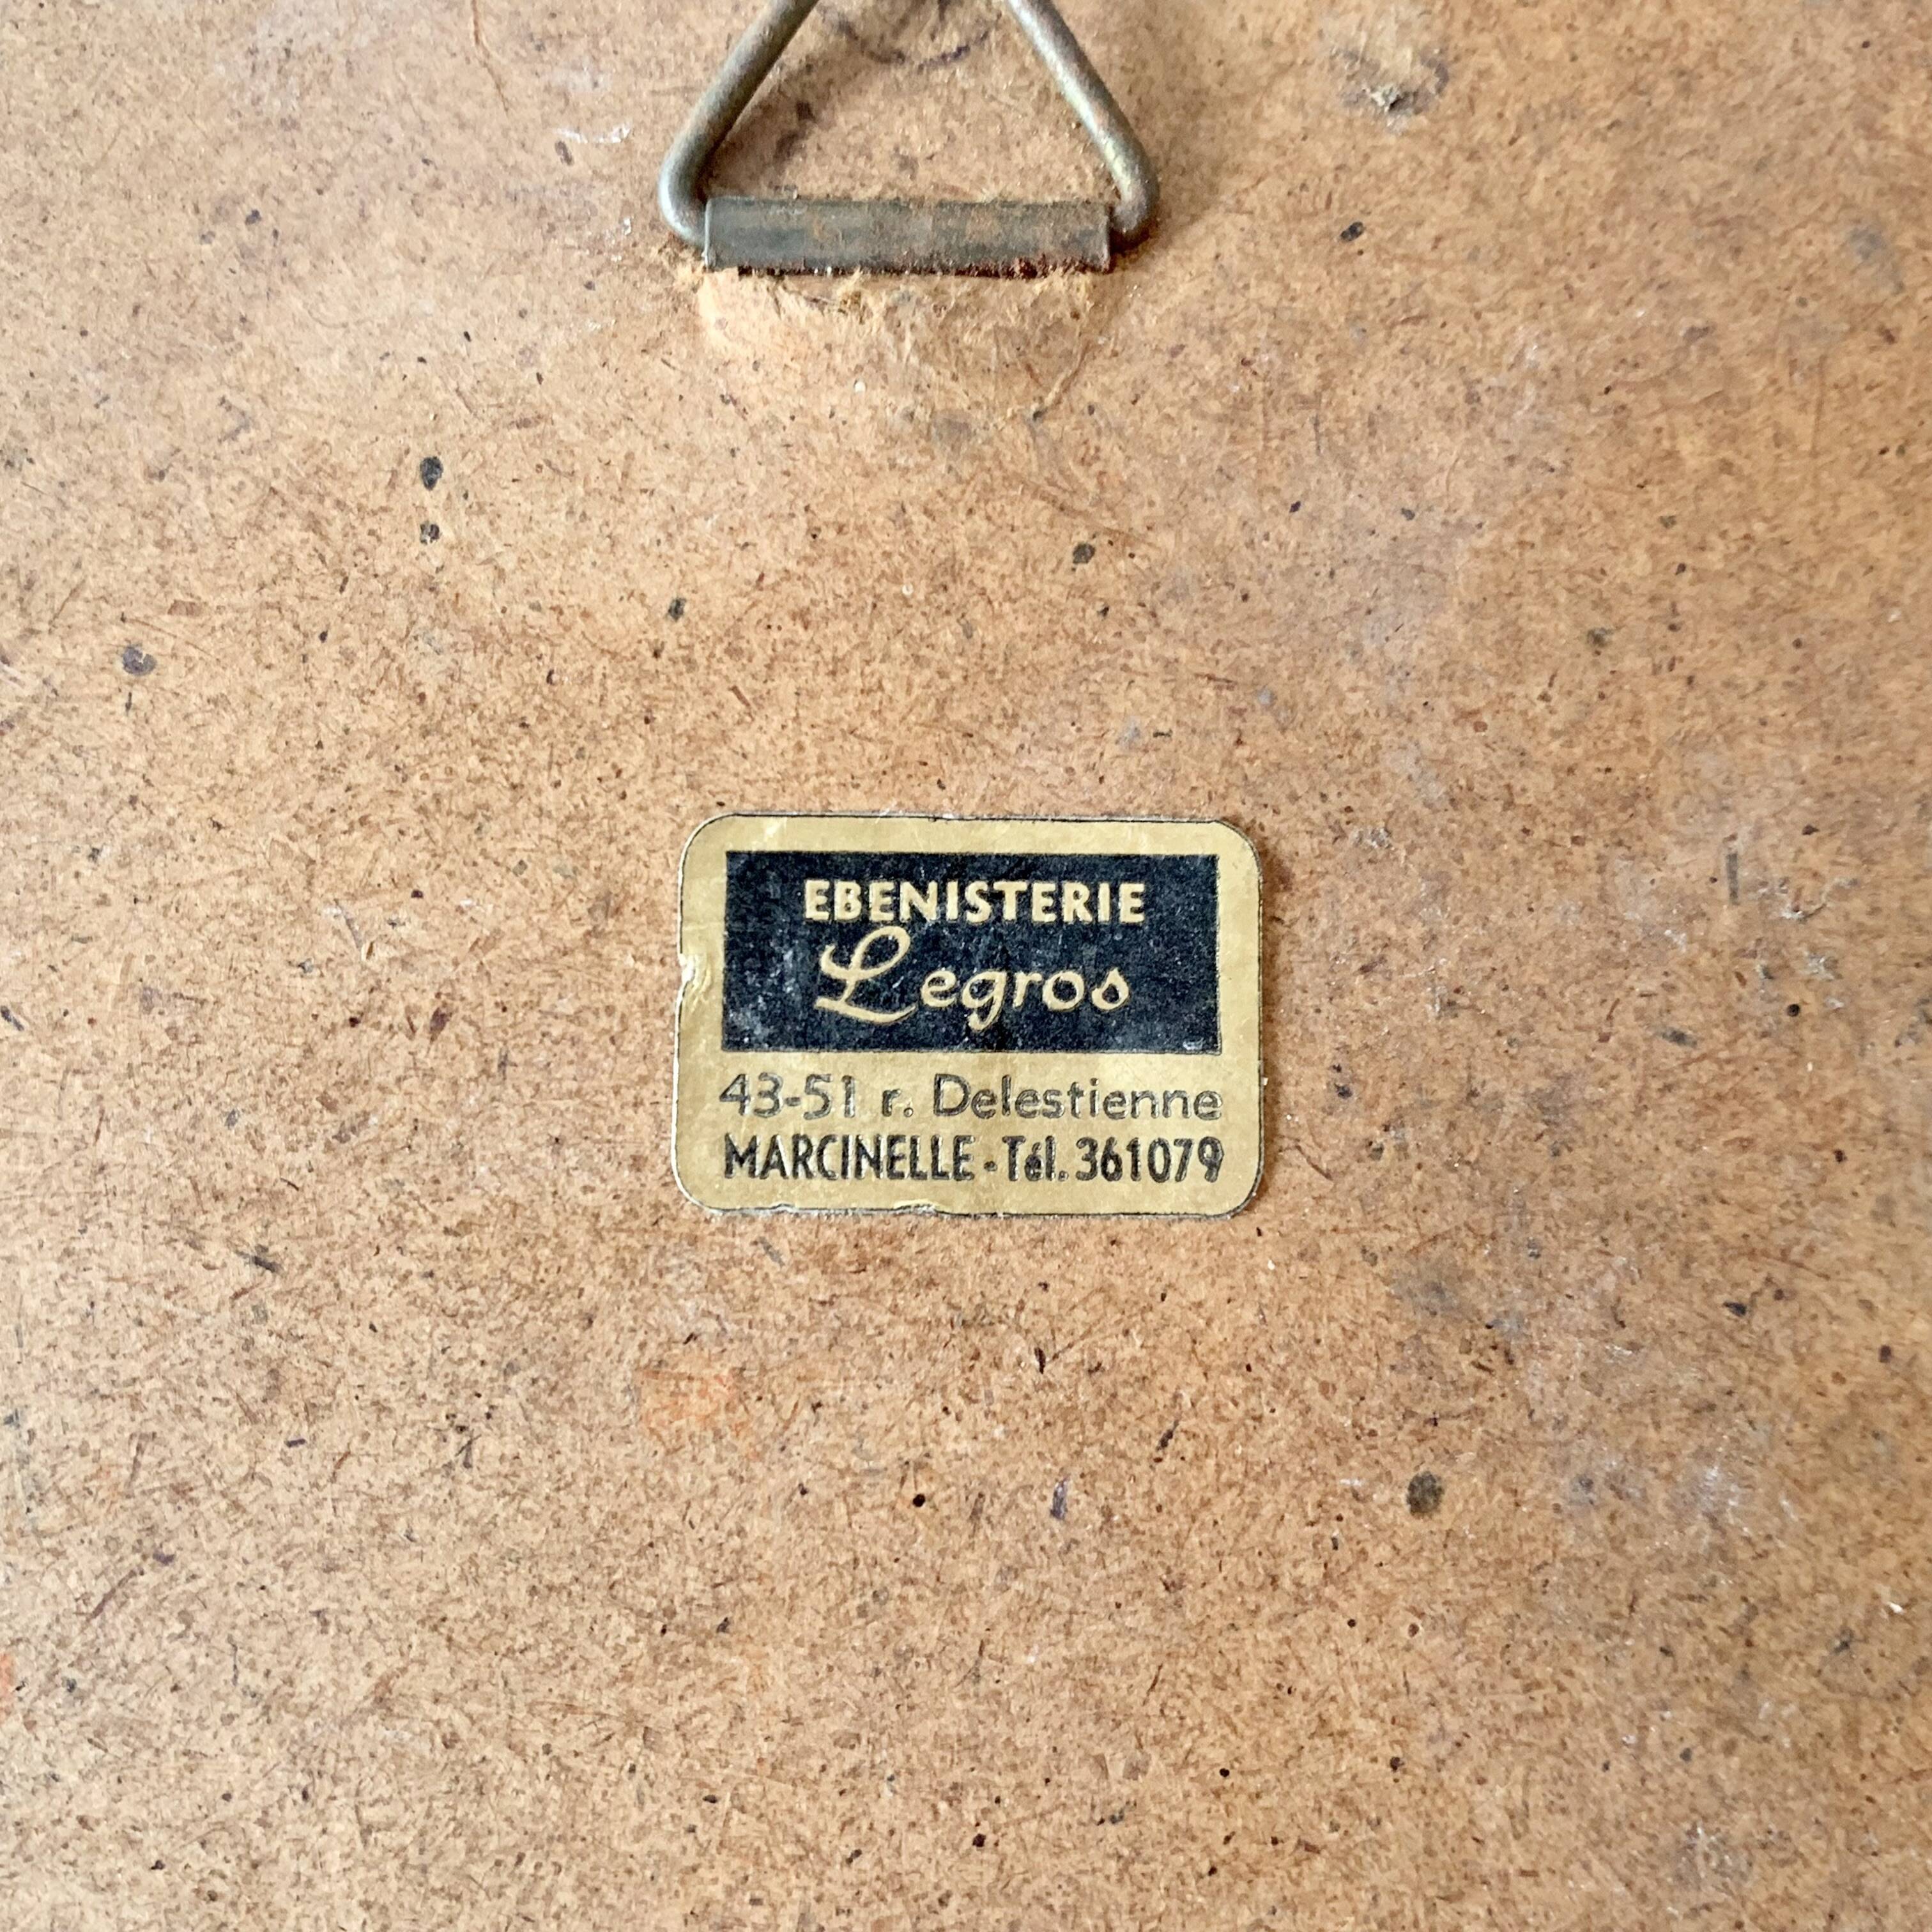 EBENISTERIE
Legros
43-51 r. Delestienne
MARCINELLE - Tél. 361079